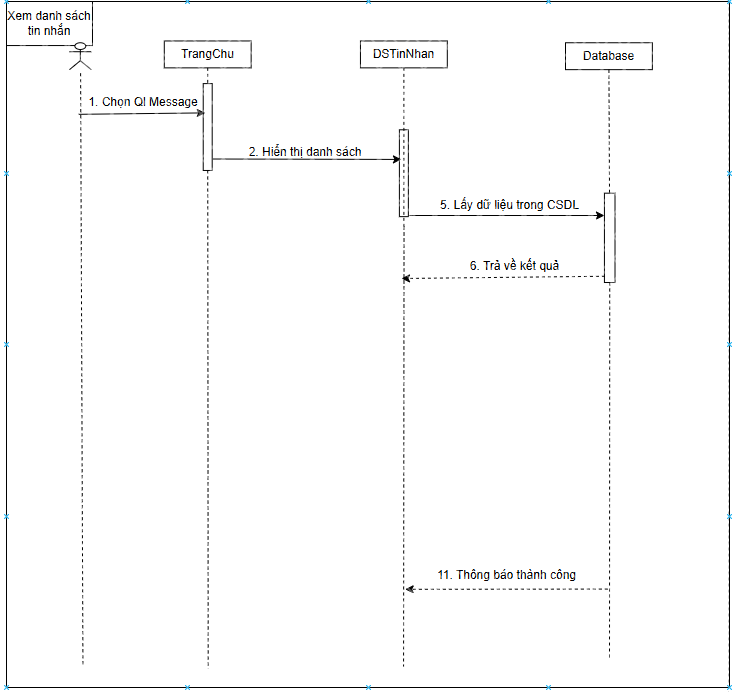 Xem danh sách
tin nhắn
TrangChu
DSTinNhan
Database
1. Chọn Q! Message
2. Hiển thị danh sách
5. Lấy dữ liệu trong CSDL
6. Trả về kết quả
11. Thông báo thành công